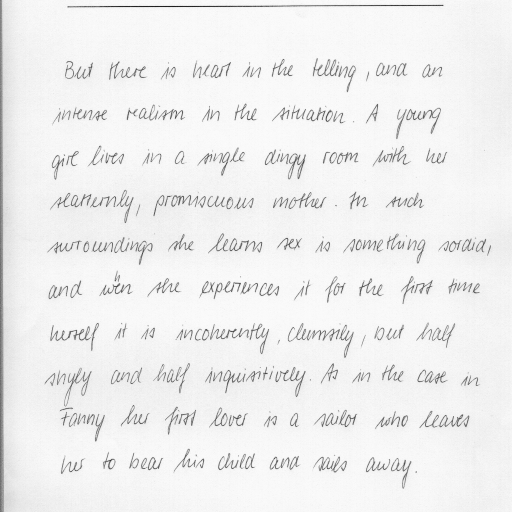 But there is heart in the telling, and an
intense realism in the situation. A young
girl lives in a single dingy room with her
slatternly, promiscuous mother. In such
surroundings she learns sex is something sordid,
and wën she experiences it for the first time
herself it is incoherently, clumsily, but half
shyly and half inquisitively. As in the case in
Fanny her first lover is a sailor who leaves
her to bear his child and sails away.